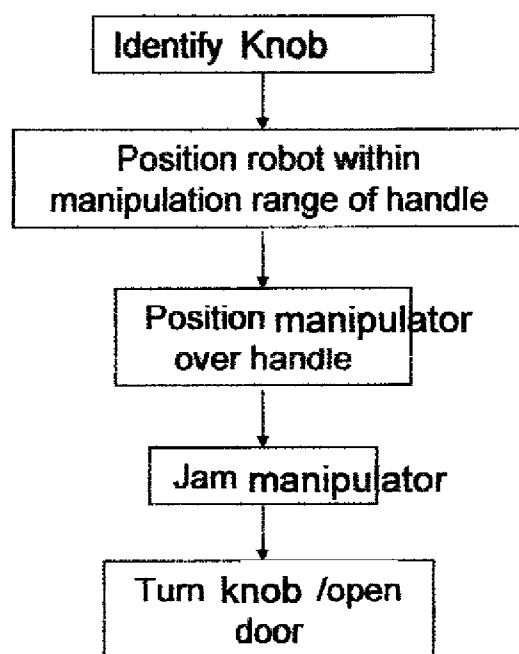 Identify Knob
Position robot within
manipulation range of handle
Position manipulator
over handle
Jam manipulator
Turn knob /open
door